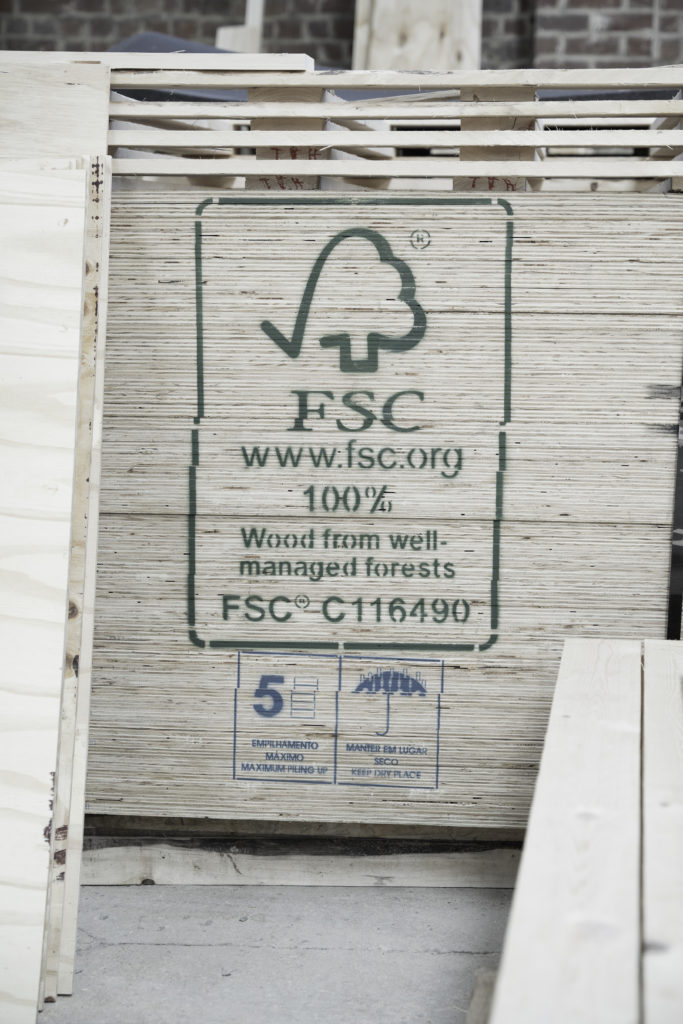 FSC
www.fsc.org
100%
Wood from well-
managed forests
FSC® C116490
5
EMPILHAMENTO
MÁXIMO
MAXIMUM PILING UP
MANTER EM LUGAR
SECO
KEEP DRY PLACE